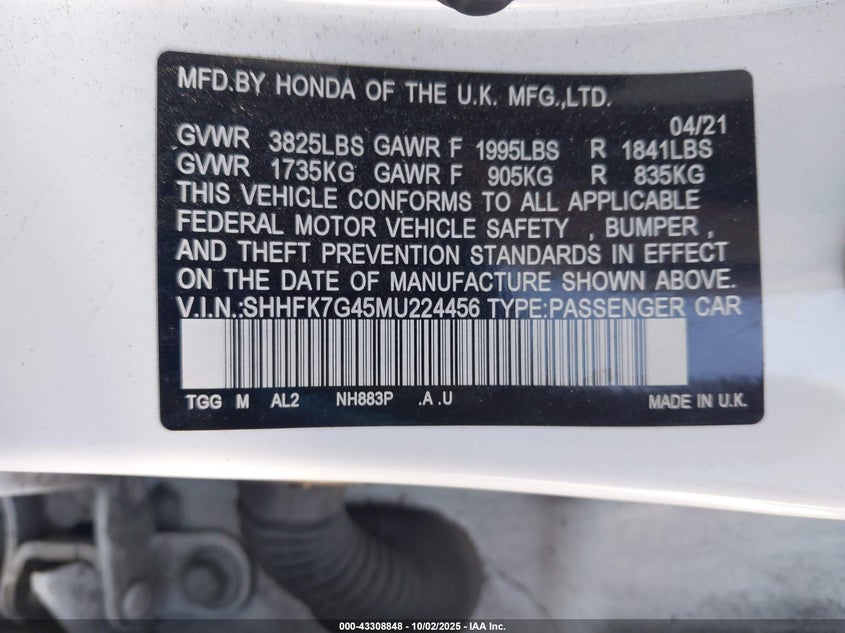 MFD.BY HONDA OF THE U.K. MFG.,LTD.
04/21
GVWR 3825LBS GAWR F 1995LBS R 1841LBS
GVWR 1735KG GAWR F 905KG R 835KG
THIS VEHICLE CONFORMS TO ALL APPLICABLE
FEDERAL MOTOR VEHICLE SAFETY , BUMPER ,
AND THEFT PREVENTION STANDARDS IN EFFECT
ON THE DATE OF MANUFACTURE SHOWN ABOVE.
V.I.N.:SHHFK7G45MU224456 TYPE:PASSENGER CAR
TGG M AL2 NH883P .A .U MADE IN U.K.
000-43308848 - 10/02/2025 - IAA Inc.